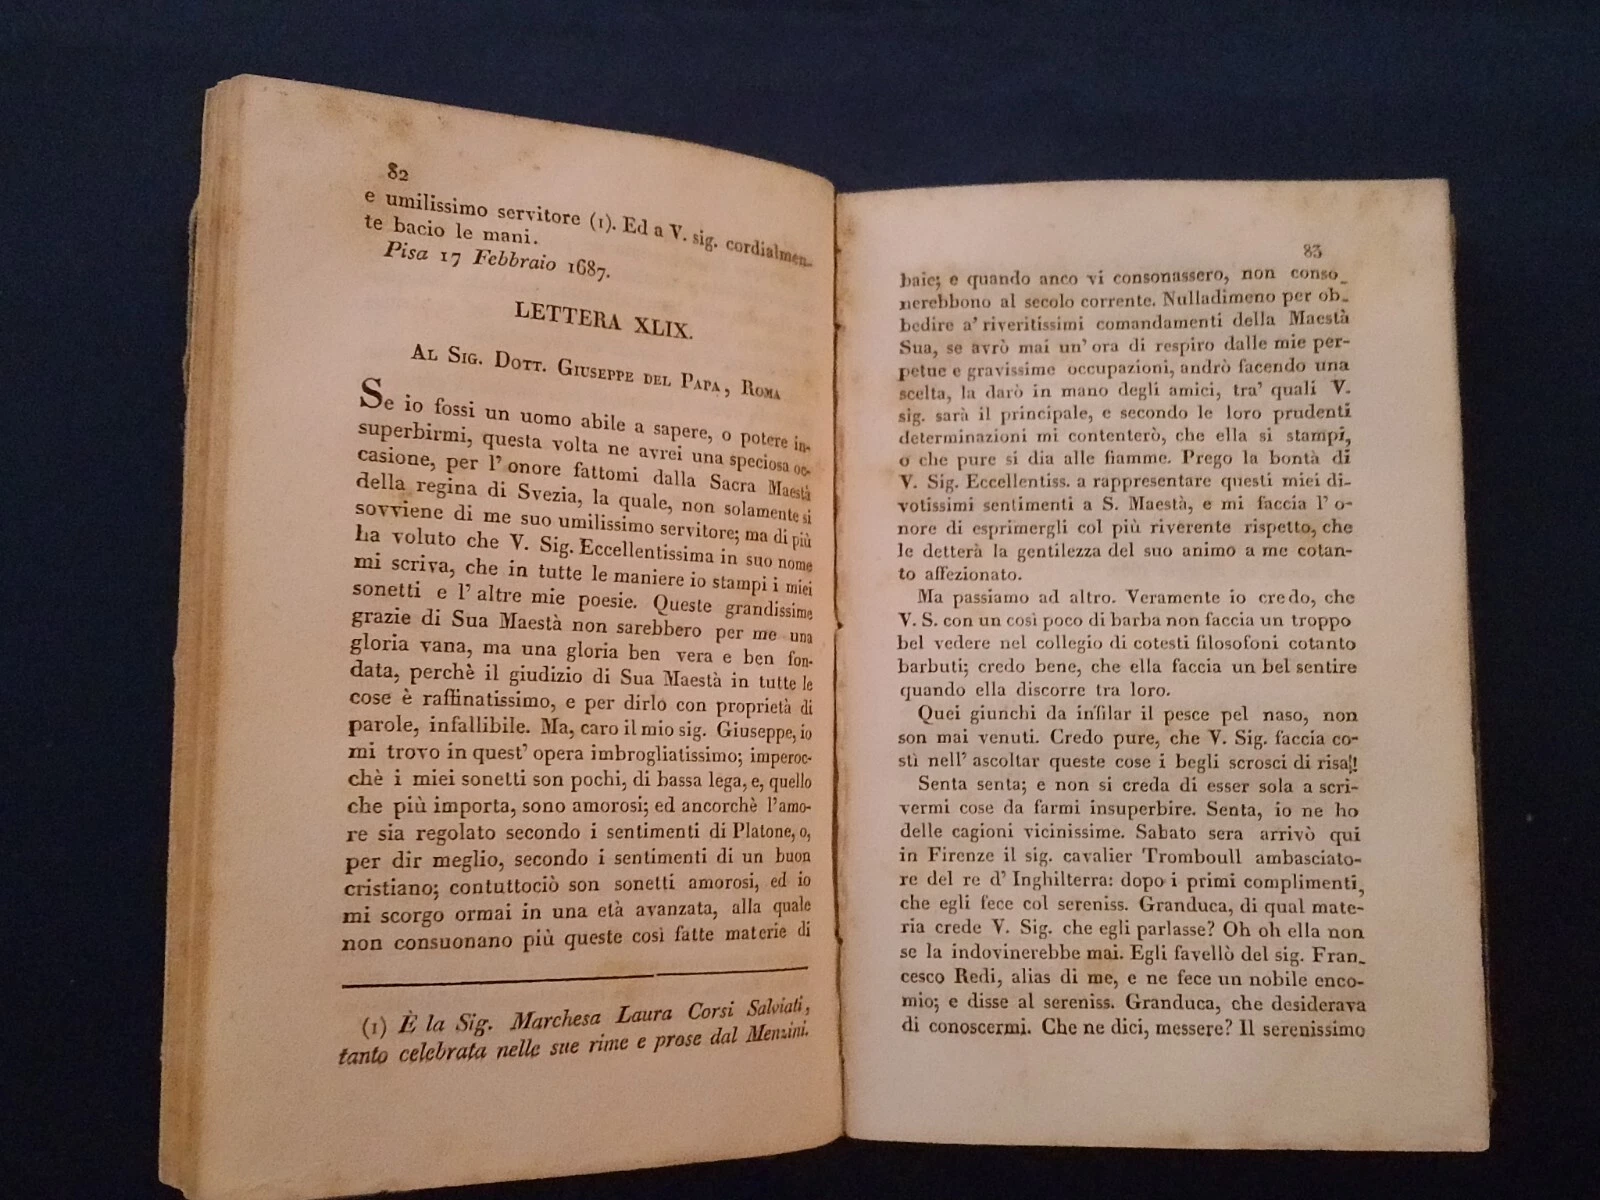 82
e umilissimo servitore (1). Ed a V. sig. cordialmen-
te bacio le mani.
Pisa 17 Febbraio 1687.
LETTERA XLIX.
AL SIG. DOTT. GIUSEPPE DEL PAPA, ROMA
Se io fossi un uomo abile a sapere, o potere in-
superbirmi, questa volta ne avrei una speciosa oc-
casione, per l' onore fattomi dalla Sacra Maestà
della regina di Svezia, la quale, non solamente si
sovviene di me suo umilissimo servitore; ma di più
ha voluto che V. Sig. Eccellentissima in suo nome
mi scriva, che in tutte le maniere io stampi i miei
sonetti e l' altre mie poesie. Queste grandissime
grazie di Sua Maestà non sarebbero per me una
gloria vana, ma una gloria ben vera e ben fon-
data, perchè il giudizio di Sua Maestà in tutte le
cose è raffinatissimo, e per dirlo con proprietà di
parole, infallibile. Ma, caro il mio sig. Giuseppe, io
mi trovo in quest' opera imbrogliatissimo; imperoc-
chè i miei sonetti son pochi, di bassa lega, e, quello
che più importa, sono amorosi; ed ancorchè l'amo-
re sia regolato secondo i sentimenti di Platone, o,
per dir meglio, secondo i sentimenti di un buon
cristiano; contuttociò son sonetti amorosi, ed io
mi scorgo ormai in una età avanzata, alla quale
non consuonano più queste così fatte materie di
(1) È la Sig. Marchesa Laura Corsi Salviati,
tanto celebrata nelle sue rime e prose dal Menzini.
83
baie; e quando anco vi consonassero, non conso-
nerebbono al secolo corrente. Nulladimeno per ob-
bedire a' riveritissimi comandamenti della Maestà
Sua, se avrò mai un' ora di respiro dalle mie per-
petue e gravissime occupazioni, andrò facendo una
scelta, la darò in mano degli amici, tra' quali V.
sig. sarà il principale, e secondo le loro prudenti
determinazioni mi contenterò, che ella si stampi,
o che pure si dia alle fiamme. Prego la bontà di
V. Sig. Eccellentiss. a rappresentare questi miei di-
votissimi sentimenti a S. Maestà, e mi faccia l' o-
nore di esprimergli col più riverente rispetto, che
le detterà la gentilezza del suo animo a me cotan-
to affezionato.
Ma passiamo ad altro. Veramente io credo, che
V. S. con un così poco di barba non faccia un troppo
bel vedere nel collegio di cotesti filosofoni cotanto
barbuti; credo bene, che ella faccia un bel sentire
quando ella discorre tra loro.
Quei giunchi da infilar il pesce pel naso, non
son mai venuti. Credo pure, che V. Sig. faccia co-
stì nell' ascoltar queste cose i begli scrosci di risa!!
Senta senta; e non si creda di esser sola a scri-
vermi cose da farmi insuperbire. Senta, io ne ho
delle cagioni vicinissime. Sabato sera arrivò qui
in Firenze il sig. cavalier Tromboull ambasciato-
re del re d' Inghilterra: dopo i primi complimenti,
che egli fece col sereniss. Granduca, di qual mate-
ria crede V. Sig. che egli parlasse? Oh oh ella non
se la indovinerebbe mai. Egli favellò del sig. Fran-
cesco Redi, alias di me, e ne fece un nobile enco-
mio; e disse al sereniss. Granduca, che desiderava
di conoscermi. Che ne dici, messere? Il serenissimo